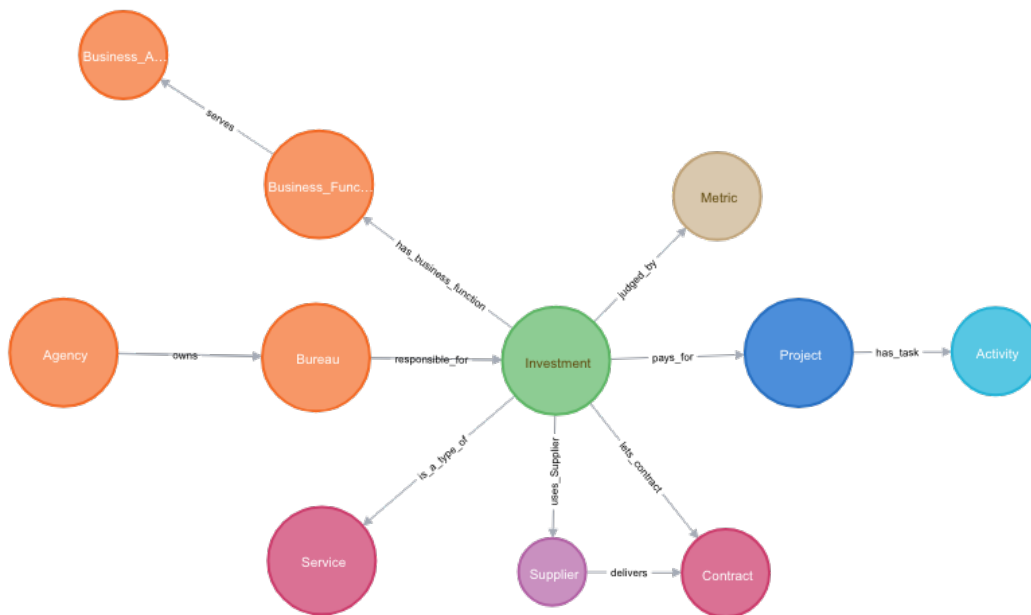 Business_A...
serves
Business_Func...
Metric
has_business_function
judged_by
Agency
owns
Bureau
responsible_for
Investment
pays_for
Project
has_task
Activity
is_a_type_of
uses_Supplier
lets_contract
Service
Supplier
delivers
Contract